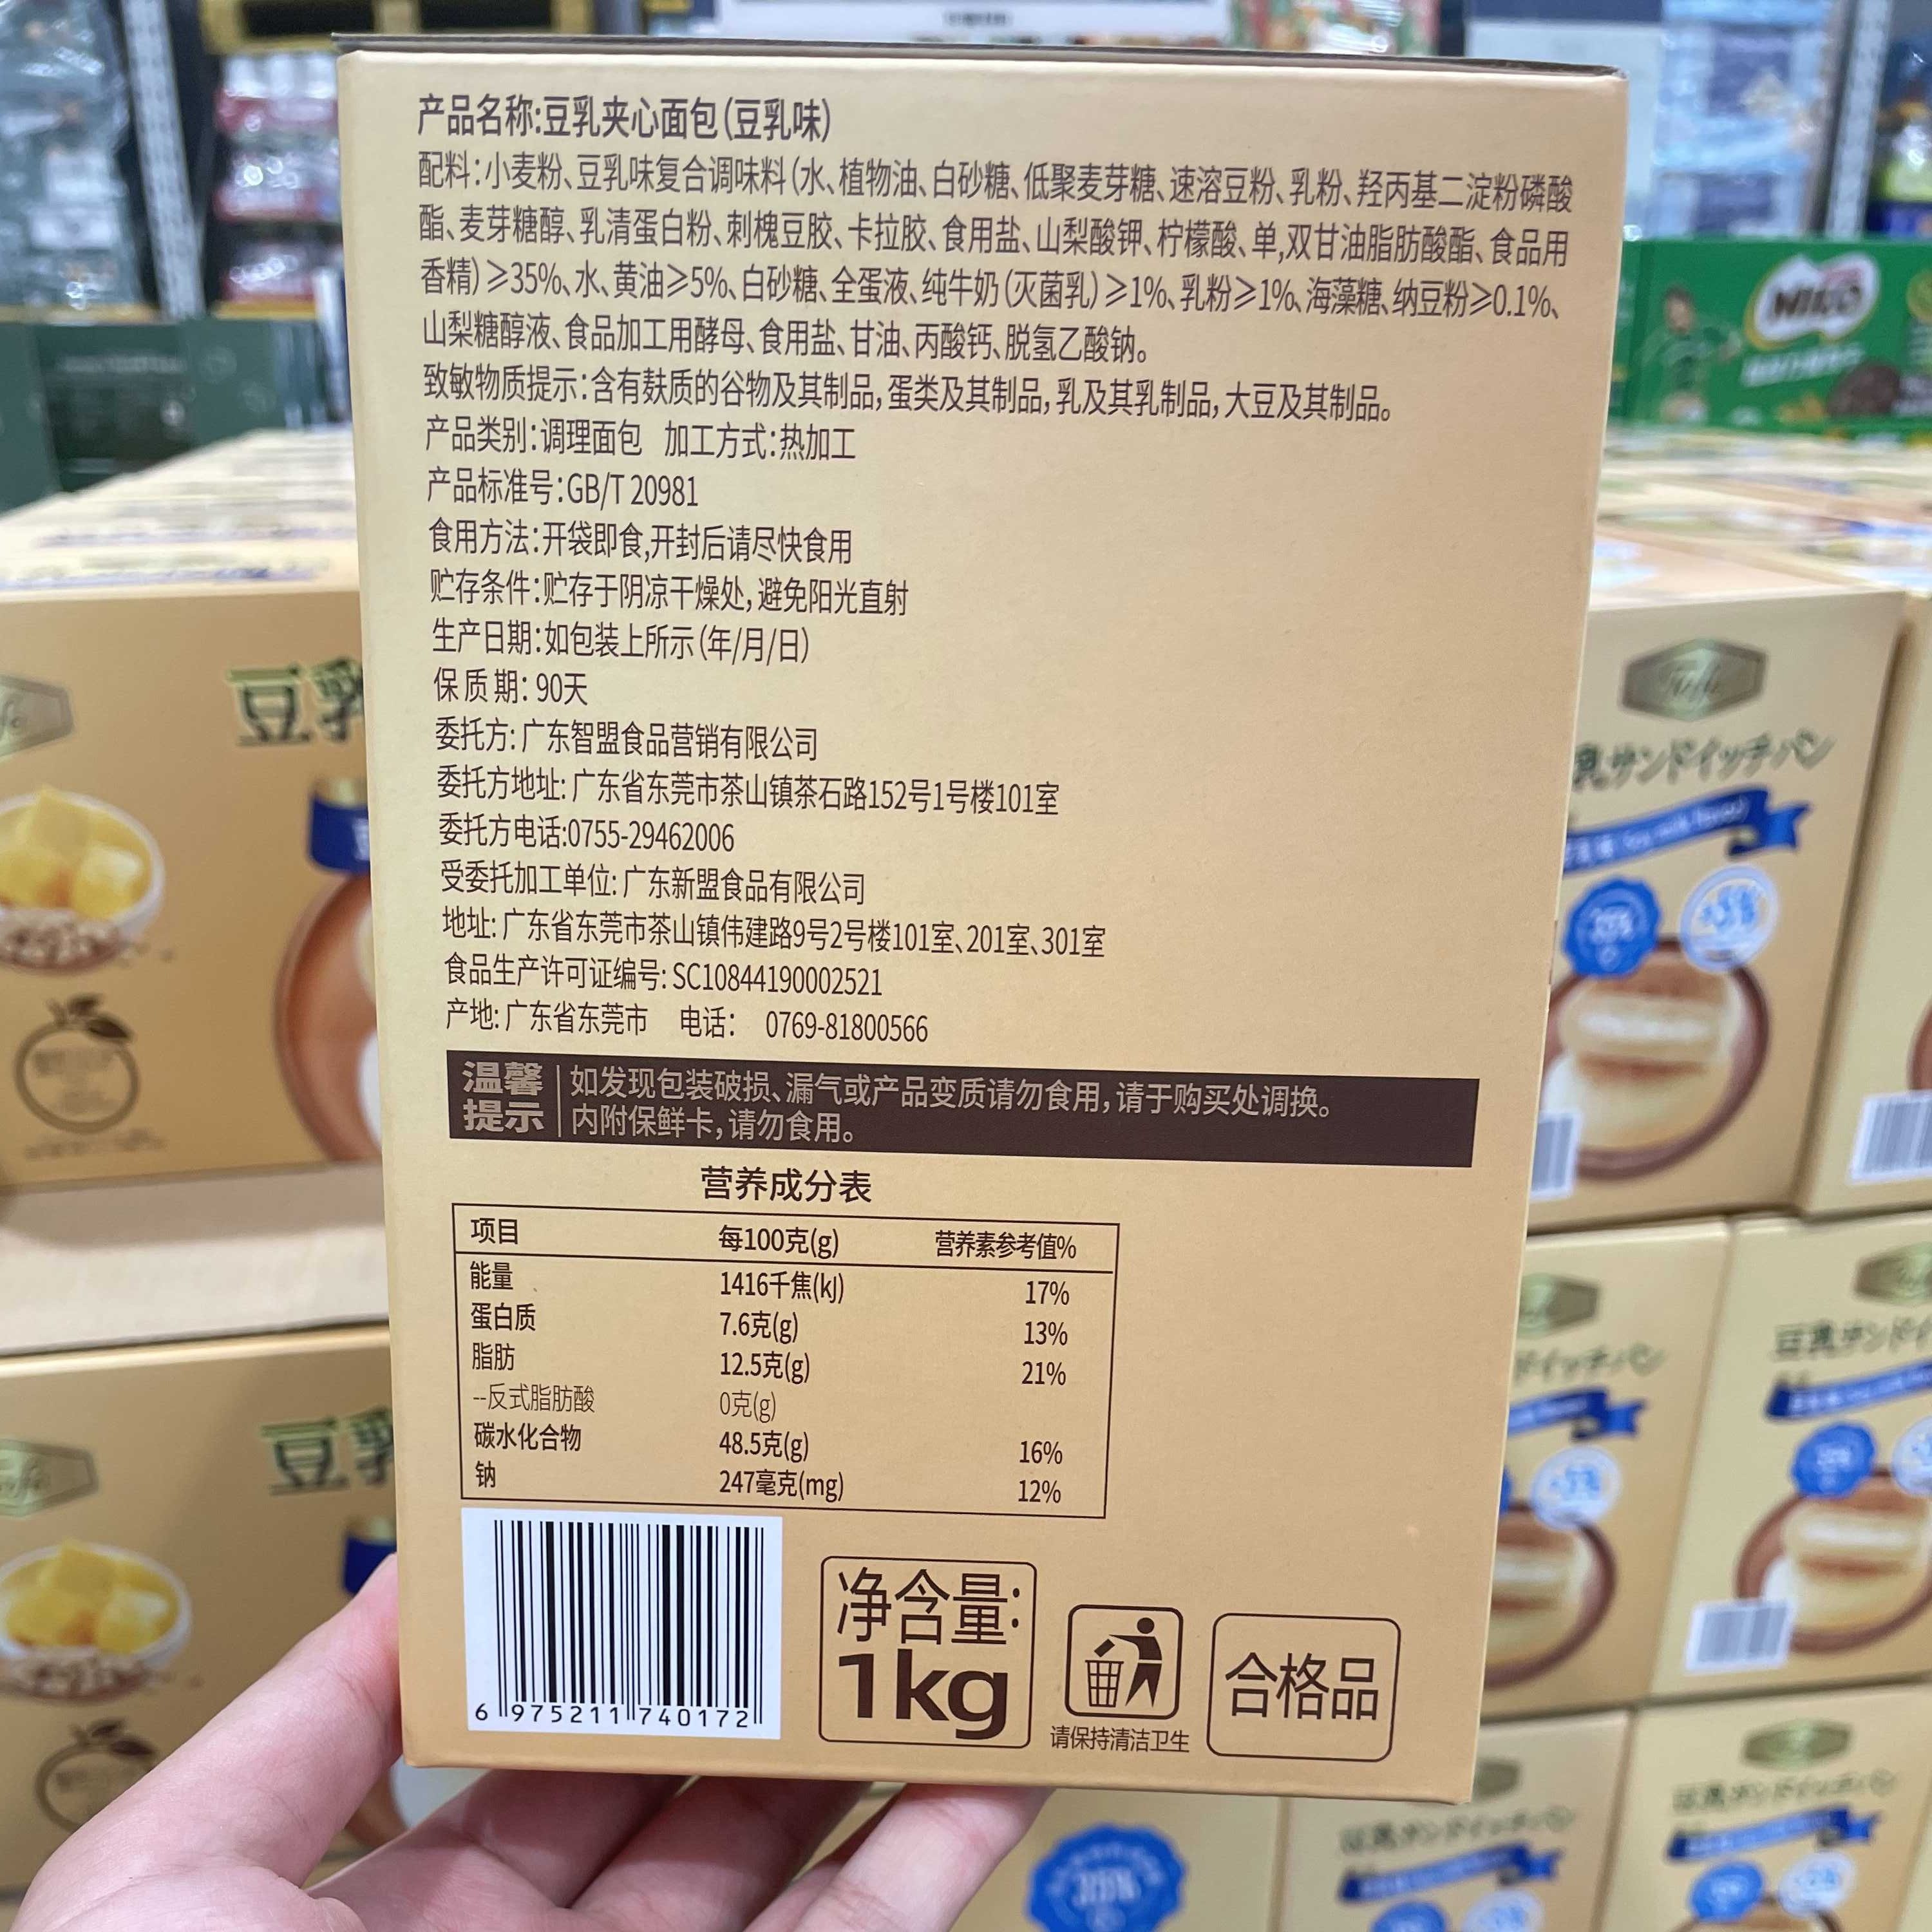 产品名称:豆乳夹心面包(豆乳味)
配料:小麦粉、豆乳味复合调味料(水、植物油、白砂糖、低聚麦芽糖、速溶豆粉、乳粉、羟丙基二淀粉磷酸
酯、麦芽糖醇、乳清蛋白粉、刺槐豆胶、卡拉胶、食用盐、山梨酸钾、柠檬酸、单,双甘油脂肪酸酯、食品用
香精)≥35%、水、黄油≥5%、白砂糖、全蛋液、纯牛奶(灭菌乳)≥1%、乳粉≥1%、海藻糖、纳豆粉≥0.1%、
山梨糖醇液、食品加工用酵母、食用盐、甘油、丙酸钙、脱氢乙酸钠。
致敏物质提示:含有麸质的谷物及其制品,蛋类及其制品,乳及其乳制品,大豆及其制品。
产品类别:调理面包 加工方式:热加工
产品标准号:GB/T 20981
食用方法:开袋即食,开封后请尽快食用
贮存条件:贮存于阴凉干燥处,避免阳光直射
生产日期:如包装上所示(年/月/日)
保质期:90天
委托方:广东智盟食品营销有限公司
委托方地址:广东省东莞市茶山镇茶石路152号1号楼101室
委托方电话:0755-29462006
受委托加工单位:广东新盟食品有限公司
地址:广东省东莞市茶山镇伟建路9号2号楼101室、201室、301室
食品生产许可证编号:SC10844190002521
产地:广东省东莞市 电话: 0769-81800566
温馨提示 如发现包装破损、漏气或产品变质请勿食用,请于购买处调换。
内附保鲜卡,请勿食用。
营养成分表
项目 每100克(g) 营养素参考值%
能量 1416千焦(kJ) 17%
蛋白质 7.6克(g) 13%
脂肪 12.5克(g) 21%
--反式脂肪酸 0克(g)
碳水化合物 48.5克(g) 16%
钠 247毫克(mg) 12%
6 975211 740172
净含量:
1kg
请保持清洁卫生
合格品
豆乳
豆乳
乳サンドイッチパン
MILO